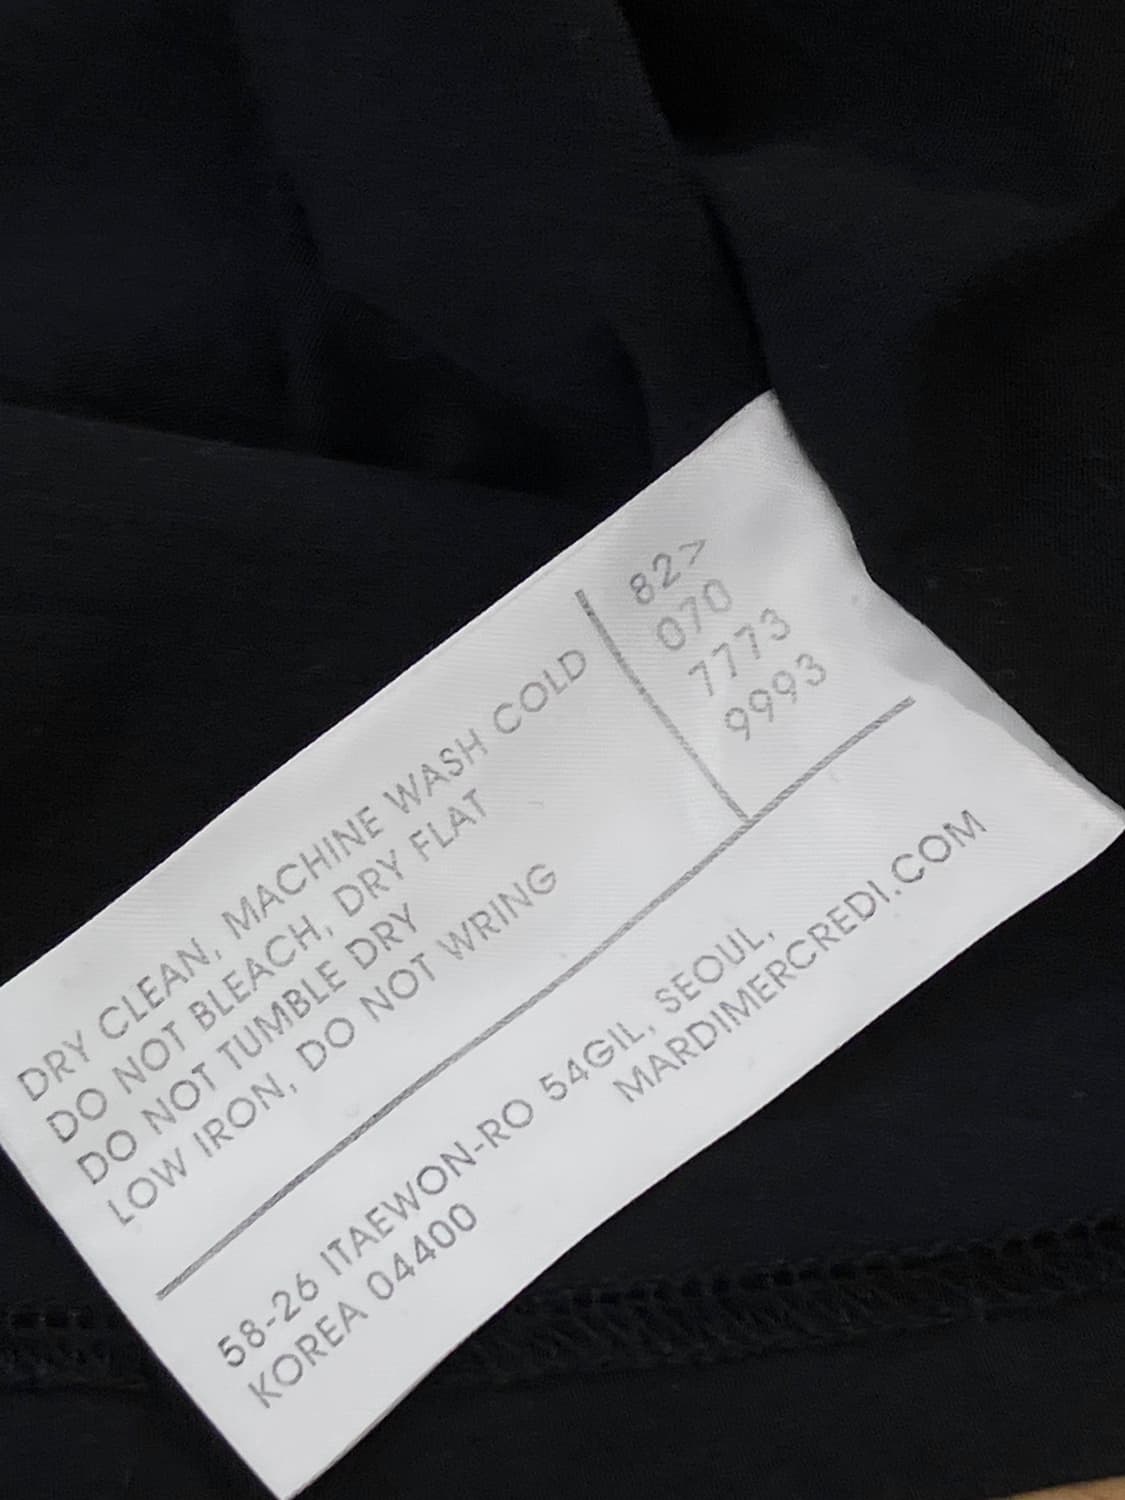 DRY CLEAN, MACHINE WASH COLD
DO NOT BLEACH, DRY FLAT
DO NOT TUMBLE DRY
LOW IRON, DO NOT WRING
82>
070
7773
9993
58-26 ITAEWON-RO 54GIL, SEOUL,
KOREA 04400
MARDIMERCREDI.COM